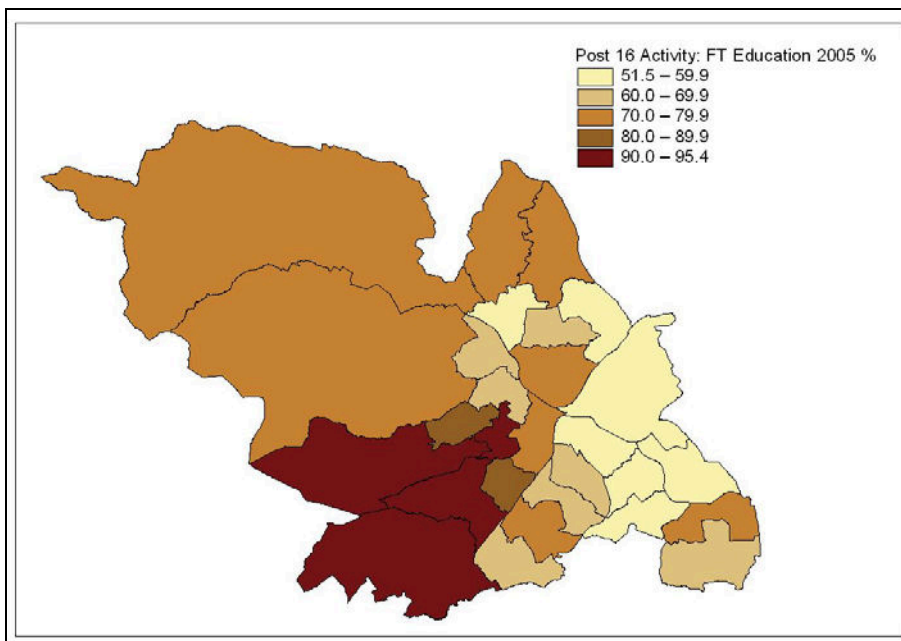 Post 16 Activity: FT Education 2005 %
51.5 – 59.9
60.0 – 69.9
70.0 – 79.9
80.0 – 89.9
90.0 – 95.4